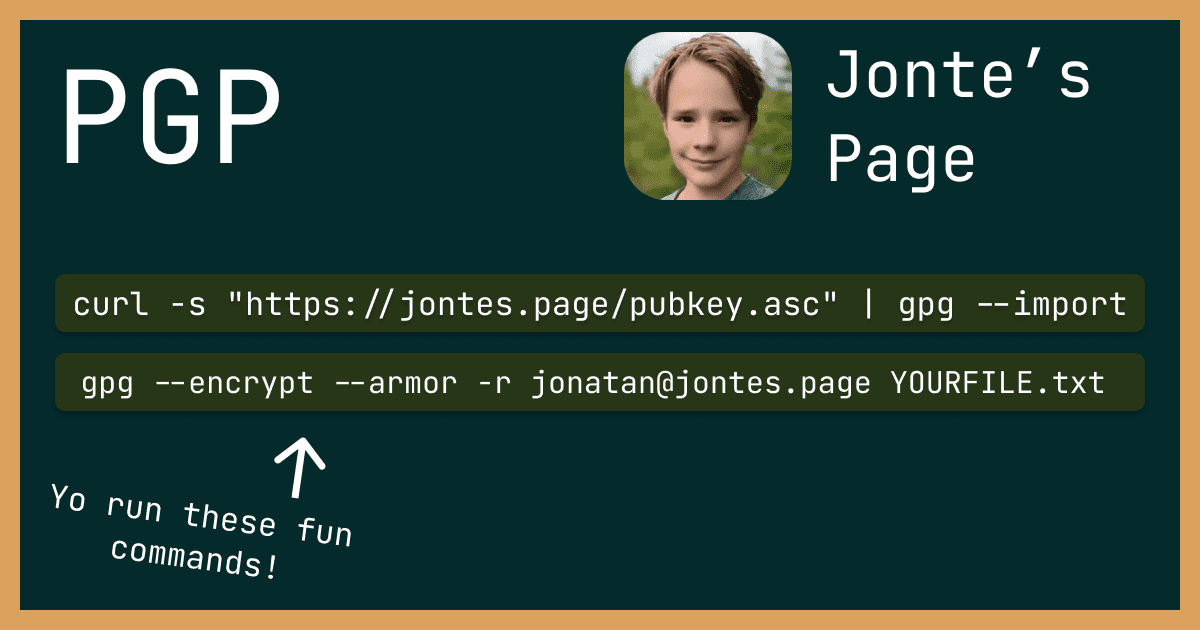 PGP
Jonte’s
Page
curl -s "https://jontes.page/pubkey.asc" | gpg --import
gpg --encrypt --armor -r jonatan@jontes.page YOURFILE.txt
Yo run these fun
commands!